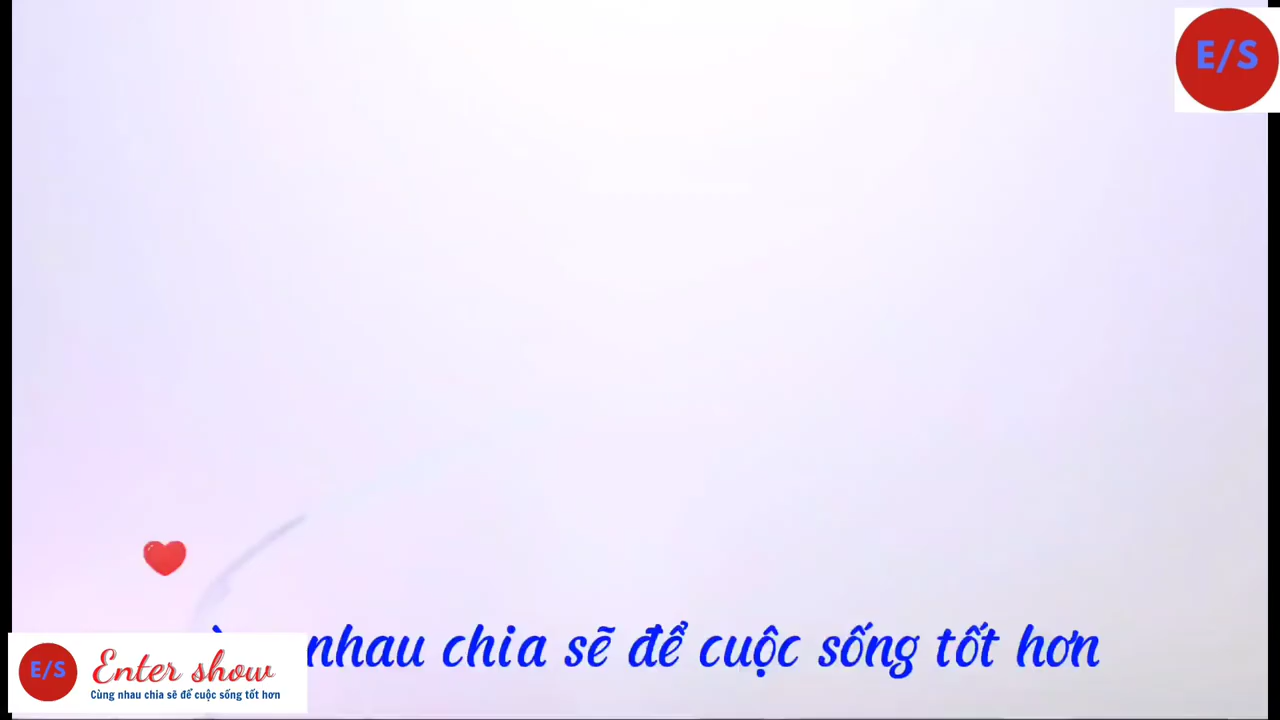 E/S
nhau chia sẽ để cuộc sống tốt hơn
E/S
Enter show
Cùng nhau chia sẽ để cuộc sống tốt hơn